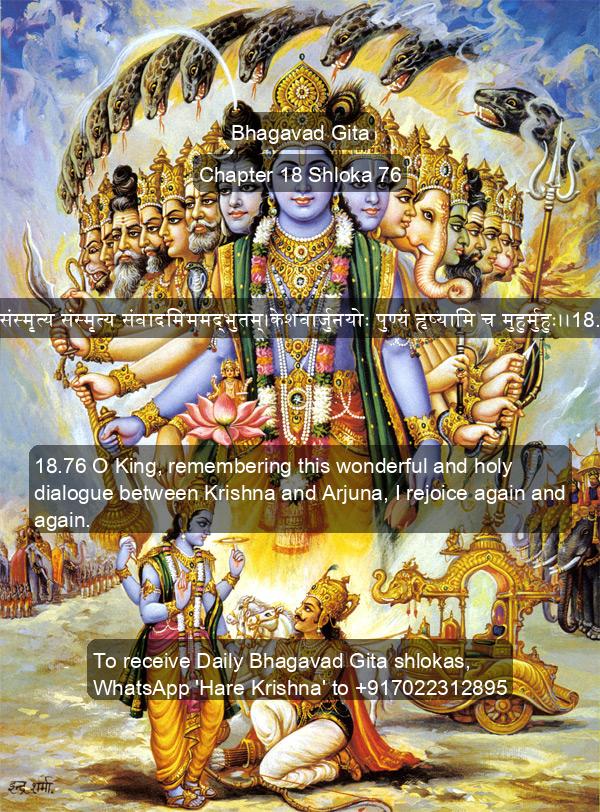 Bhagavad Gita
Chapter 18 Shloka 76
संस्मृत्य संस्मृत्य संवादमिममद्भुतम्।केशवार्जुनयोः पुण्यं हृष्यामि च मुहुर्मुहुः।।18.
18.76 O King, remembering this wonderful and holy
dialogue between Krishna and Arjuna, I rejoice again and
again.
To receive Daily Bhagavad Gita shlokas,
WhatsApp 'Hare Krishna' to +917022312895
इन्द्र शर्मा